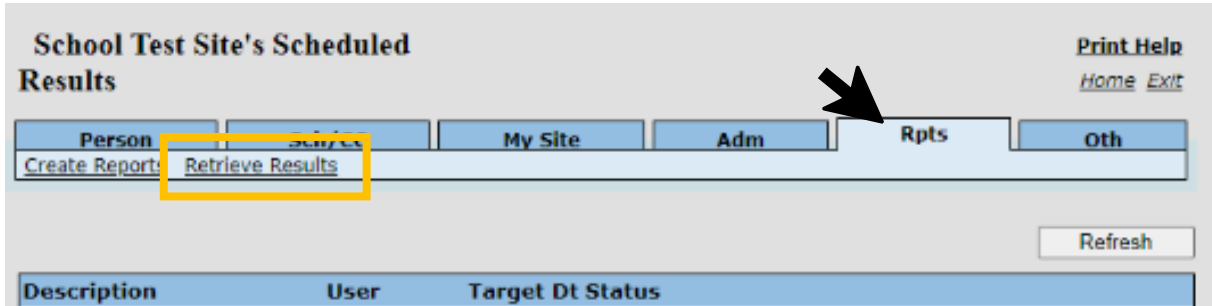 School Test Site's Scheduled
Results
Print Help
Home Exit
Person My Site Adm Rpts Oth
Create Reports Retrieve Results
Refresh
Description User Target Dt Status